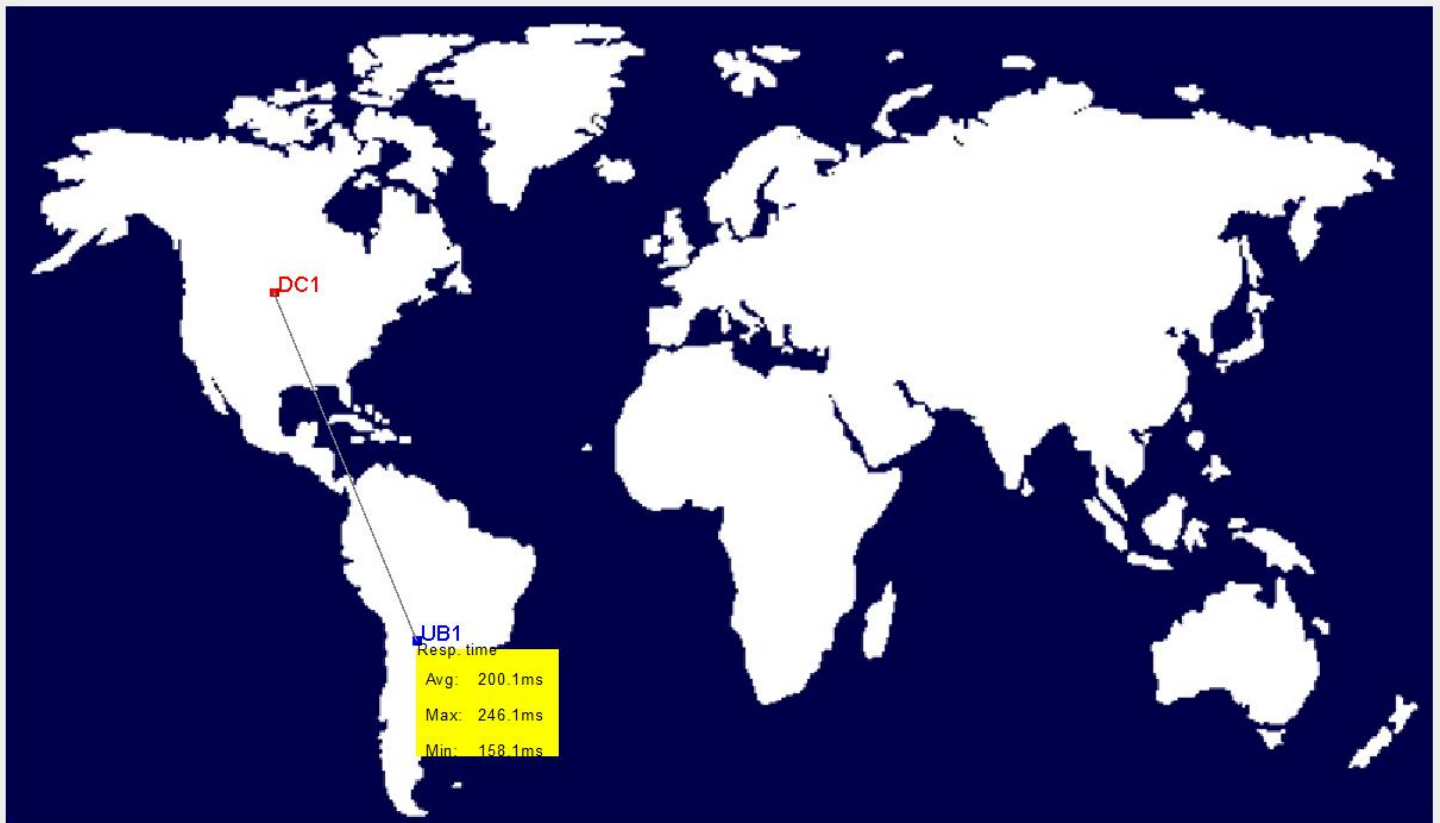 DC1
UB1
Resp. time
Avg: 200.1ms
Max: 246.1ms
Min: 158.1ms